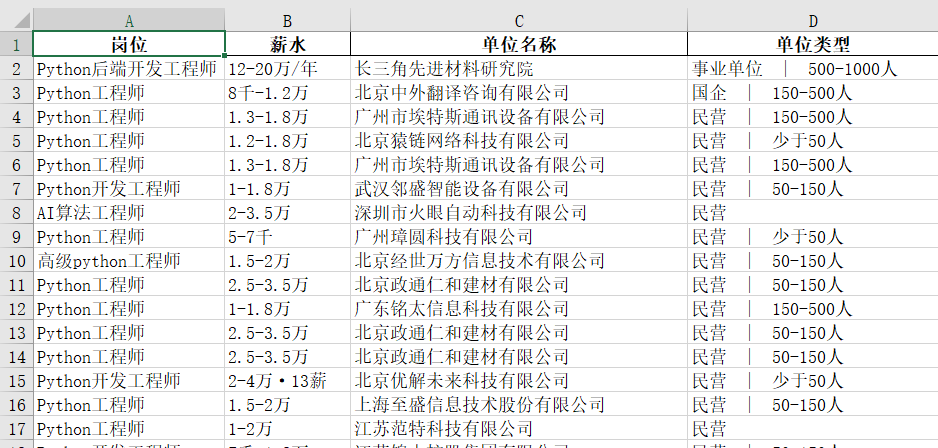 A B C D
1 岗位 薪水 单位名称 单位类型
2 Python后端开发工程师 12-20万/年 长三角先进材料研究院 事业单位 | 500-1000人
3 Python工程师 8千-1.2万 北京中外翻译咨询有限公司 国企 | 150-500人
4 Python工程师 1.3-1.8万 广州市埃特斯通讯设备有限公司 民营 | 150-500人
5 Python工程师 1.2-1.8万 北京猿链网络科技有限公司 民营 | 少于50人
6 Python工程师 1.3-1.8万 广州市埃特斯通讯设备有限公司 民营 | 150-500人
7 Python开发工程师 1-1.8万 武汉邻盛智能设备有限公司 民营 | 50-150人
8 AI算法工程师 2-3.5万 深圳市火眼自动科技有限公司 民营
9 Python工程师 5-7千 广州璋圆科技有限公司 民营 | 少于50人
10 高级python工程师 1.5-2万 北京经世万方信息技术有限公司 民营 | 50-150人
11 Python工程师 2.5-3.5万 北京政通仁和建材有限公司 民营 | 50-150人
12 Python工程师 1-1.8万 广东铭太信息科技有限公司 民营 | 150-500人
13 Python工程师 2.5-3.5万 北京政通仁和建材有限公司 民营 | 50-150人
14 Python工程师 2.5-3.5万 北京政通仁和建材有限公司 民营 | 50-150人
15 Python开发工程师 2-4万·13薪 北京优解未来科技有限公司 民营 | 少于50人
16 Python工程师 1.5-2万 上海至盛信息技术股份有限公司 民营 | 50-150人
17 Python工程师 1-2万 江苏范特科技有限公司 民营